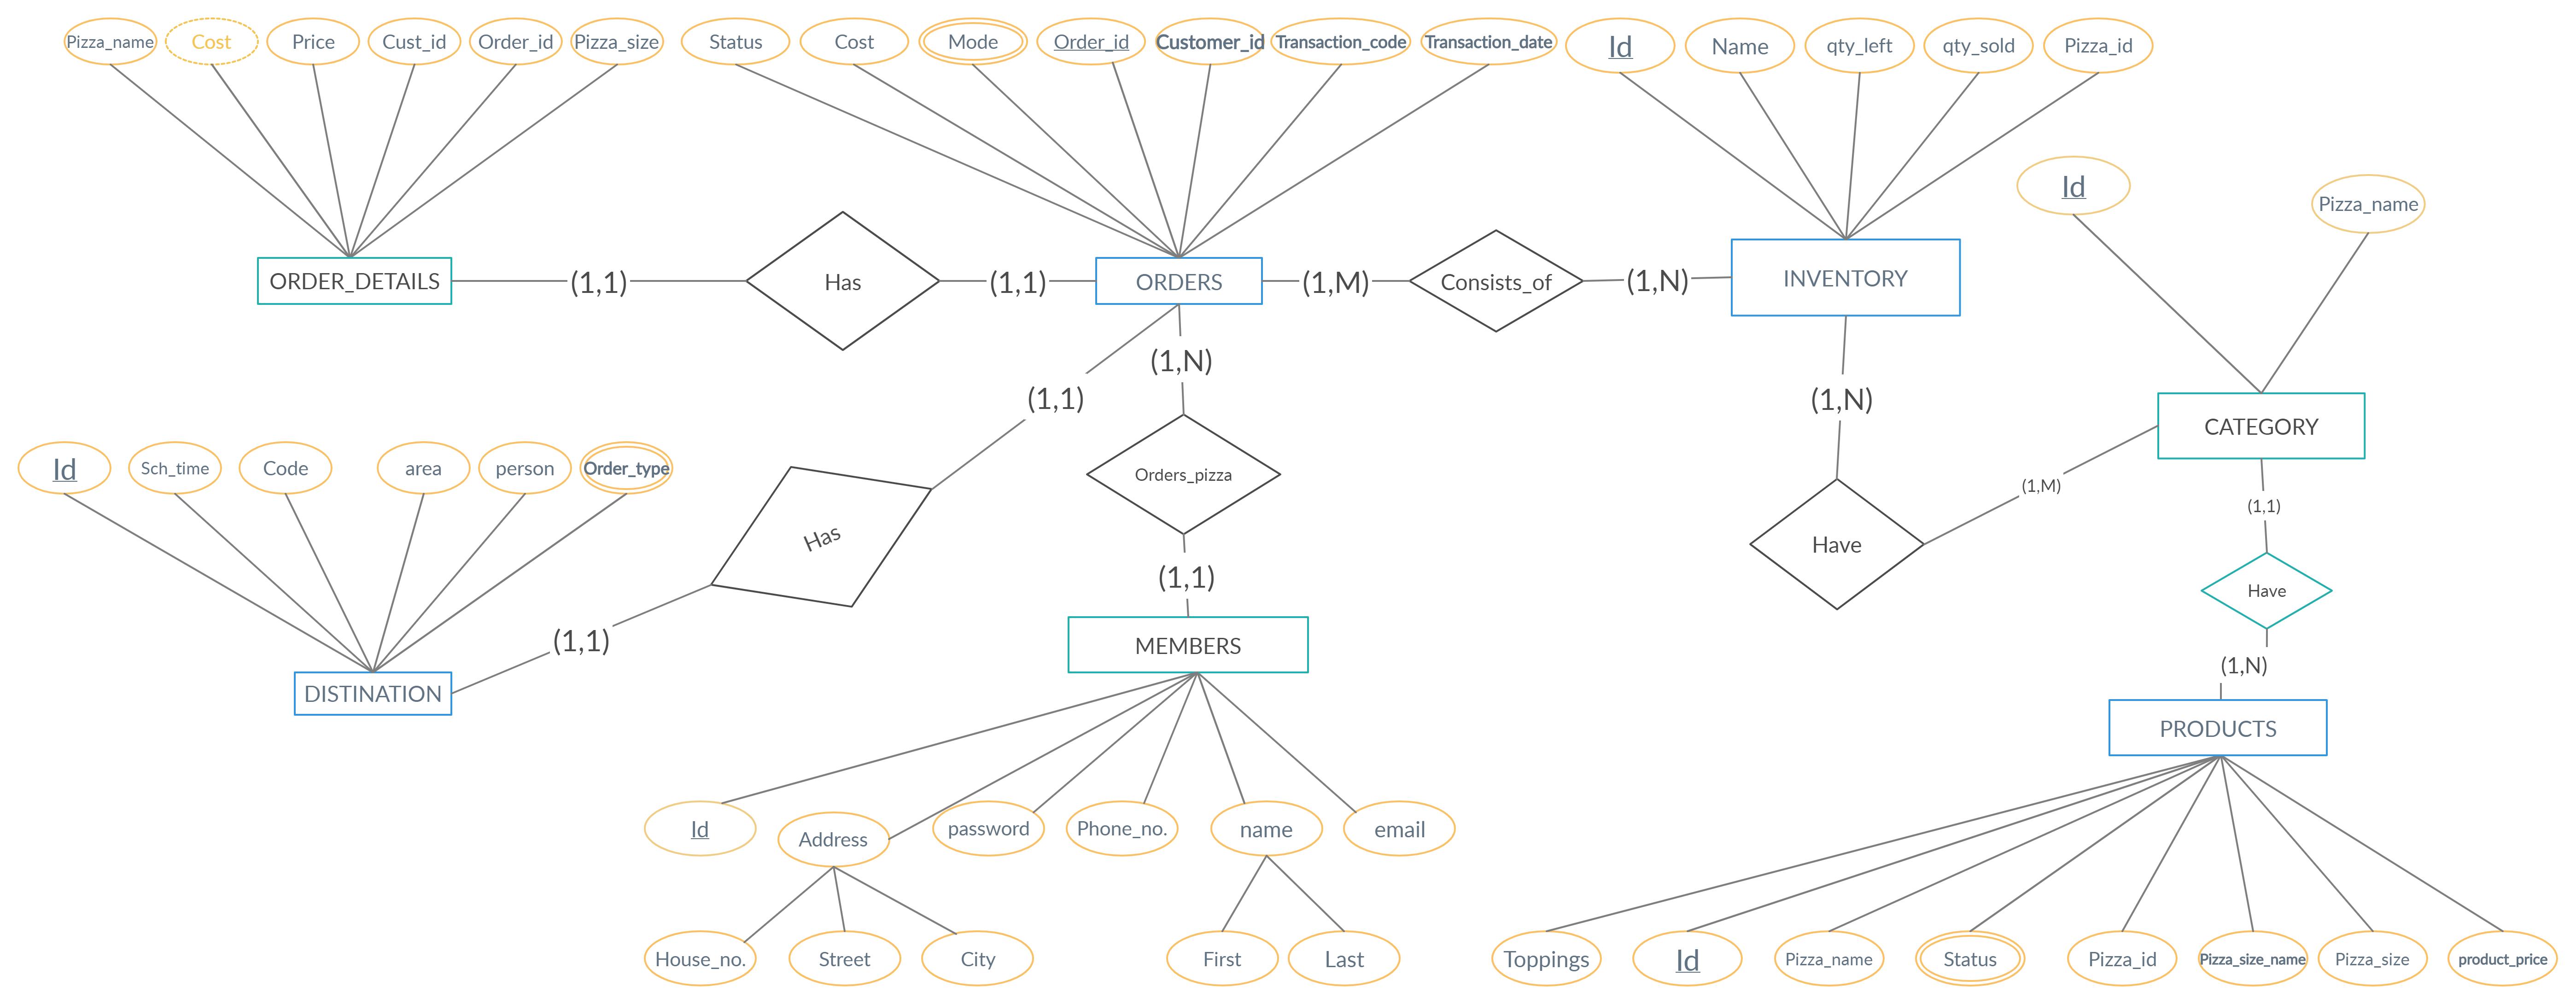 Pizza_name
Cost
Price
Cust_id
Order_id
Pizza_size
Status
Cost
Mode
Order_id
Customer_id
Transaction_code
Transaction_date
Id
Name
qty_left
qty_sold
Pizza_id
Id
Pizza_name
ORDER_DETAILS
(1,1)
Has
(1,1)
ORDERS
(1,M)
Consists_of
(1,N)
INVENTORY
(1,N)
(1,1)
(1,N)
CATEGORY
Id
Sch_time
Code
area
person
Order_type
Orders_pizza
(1,M)
(1,1)
Has
Have
Have
(1,1)
(1,1)
MEMBERS
(1,N)
DISTINATION
PRODUCTS
Id
Address
password
Phone_no.
name
email
House_no.
Street
City
First
Last
Toppings
Id
Pizza_name
Status
Pizza_id
Pizza_size_name
Pizza_size
product_price